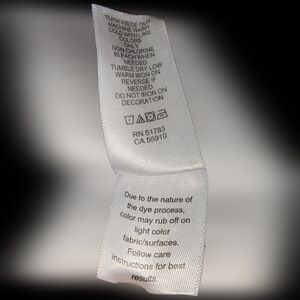 TURN INSIDE OUT
MACHINE WASH
COLD WITH LIKE
COLORS
ONLY
NON-CHLORINE
BLEACH WHEN
NEEDED
TUMBLE DRY LOW
WARM IRON ON
REVERSE IF
NEEDED
DO NOT IRON ON
DECORATION
RN 51783
CA 56910
Due to the nature of
the dye process,
color may rub off on
light color
fabric/surfaces.
Follow care
instructions for best
results.